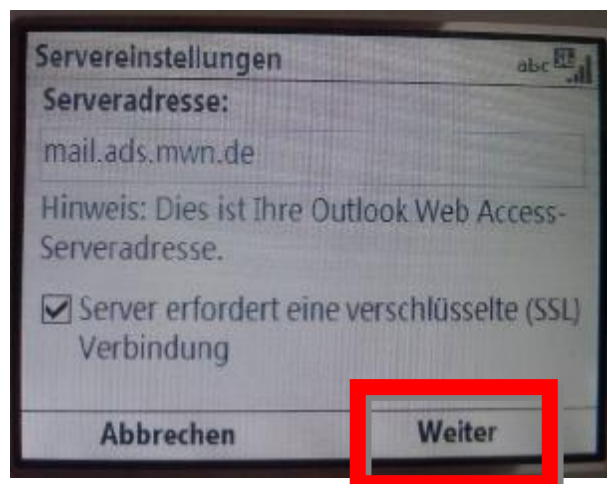 Servereinstellungen
abc
Serveradresse:
mail.ads.mwn.de
Hinweis: Dies ist Ihre Outlook Web Access-
Serveradresse.
Server erfordert eine verschlüsselte (SSL)
Verbindung
Abbrechen Weiter